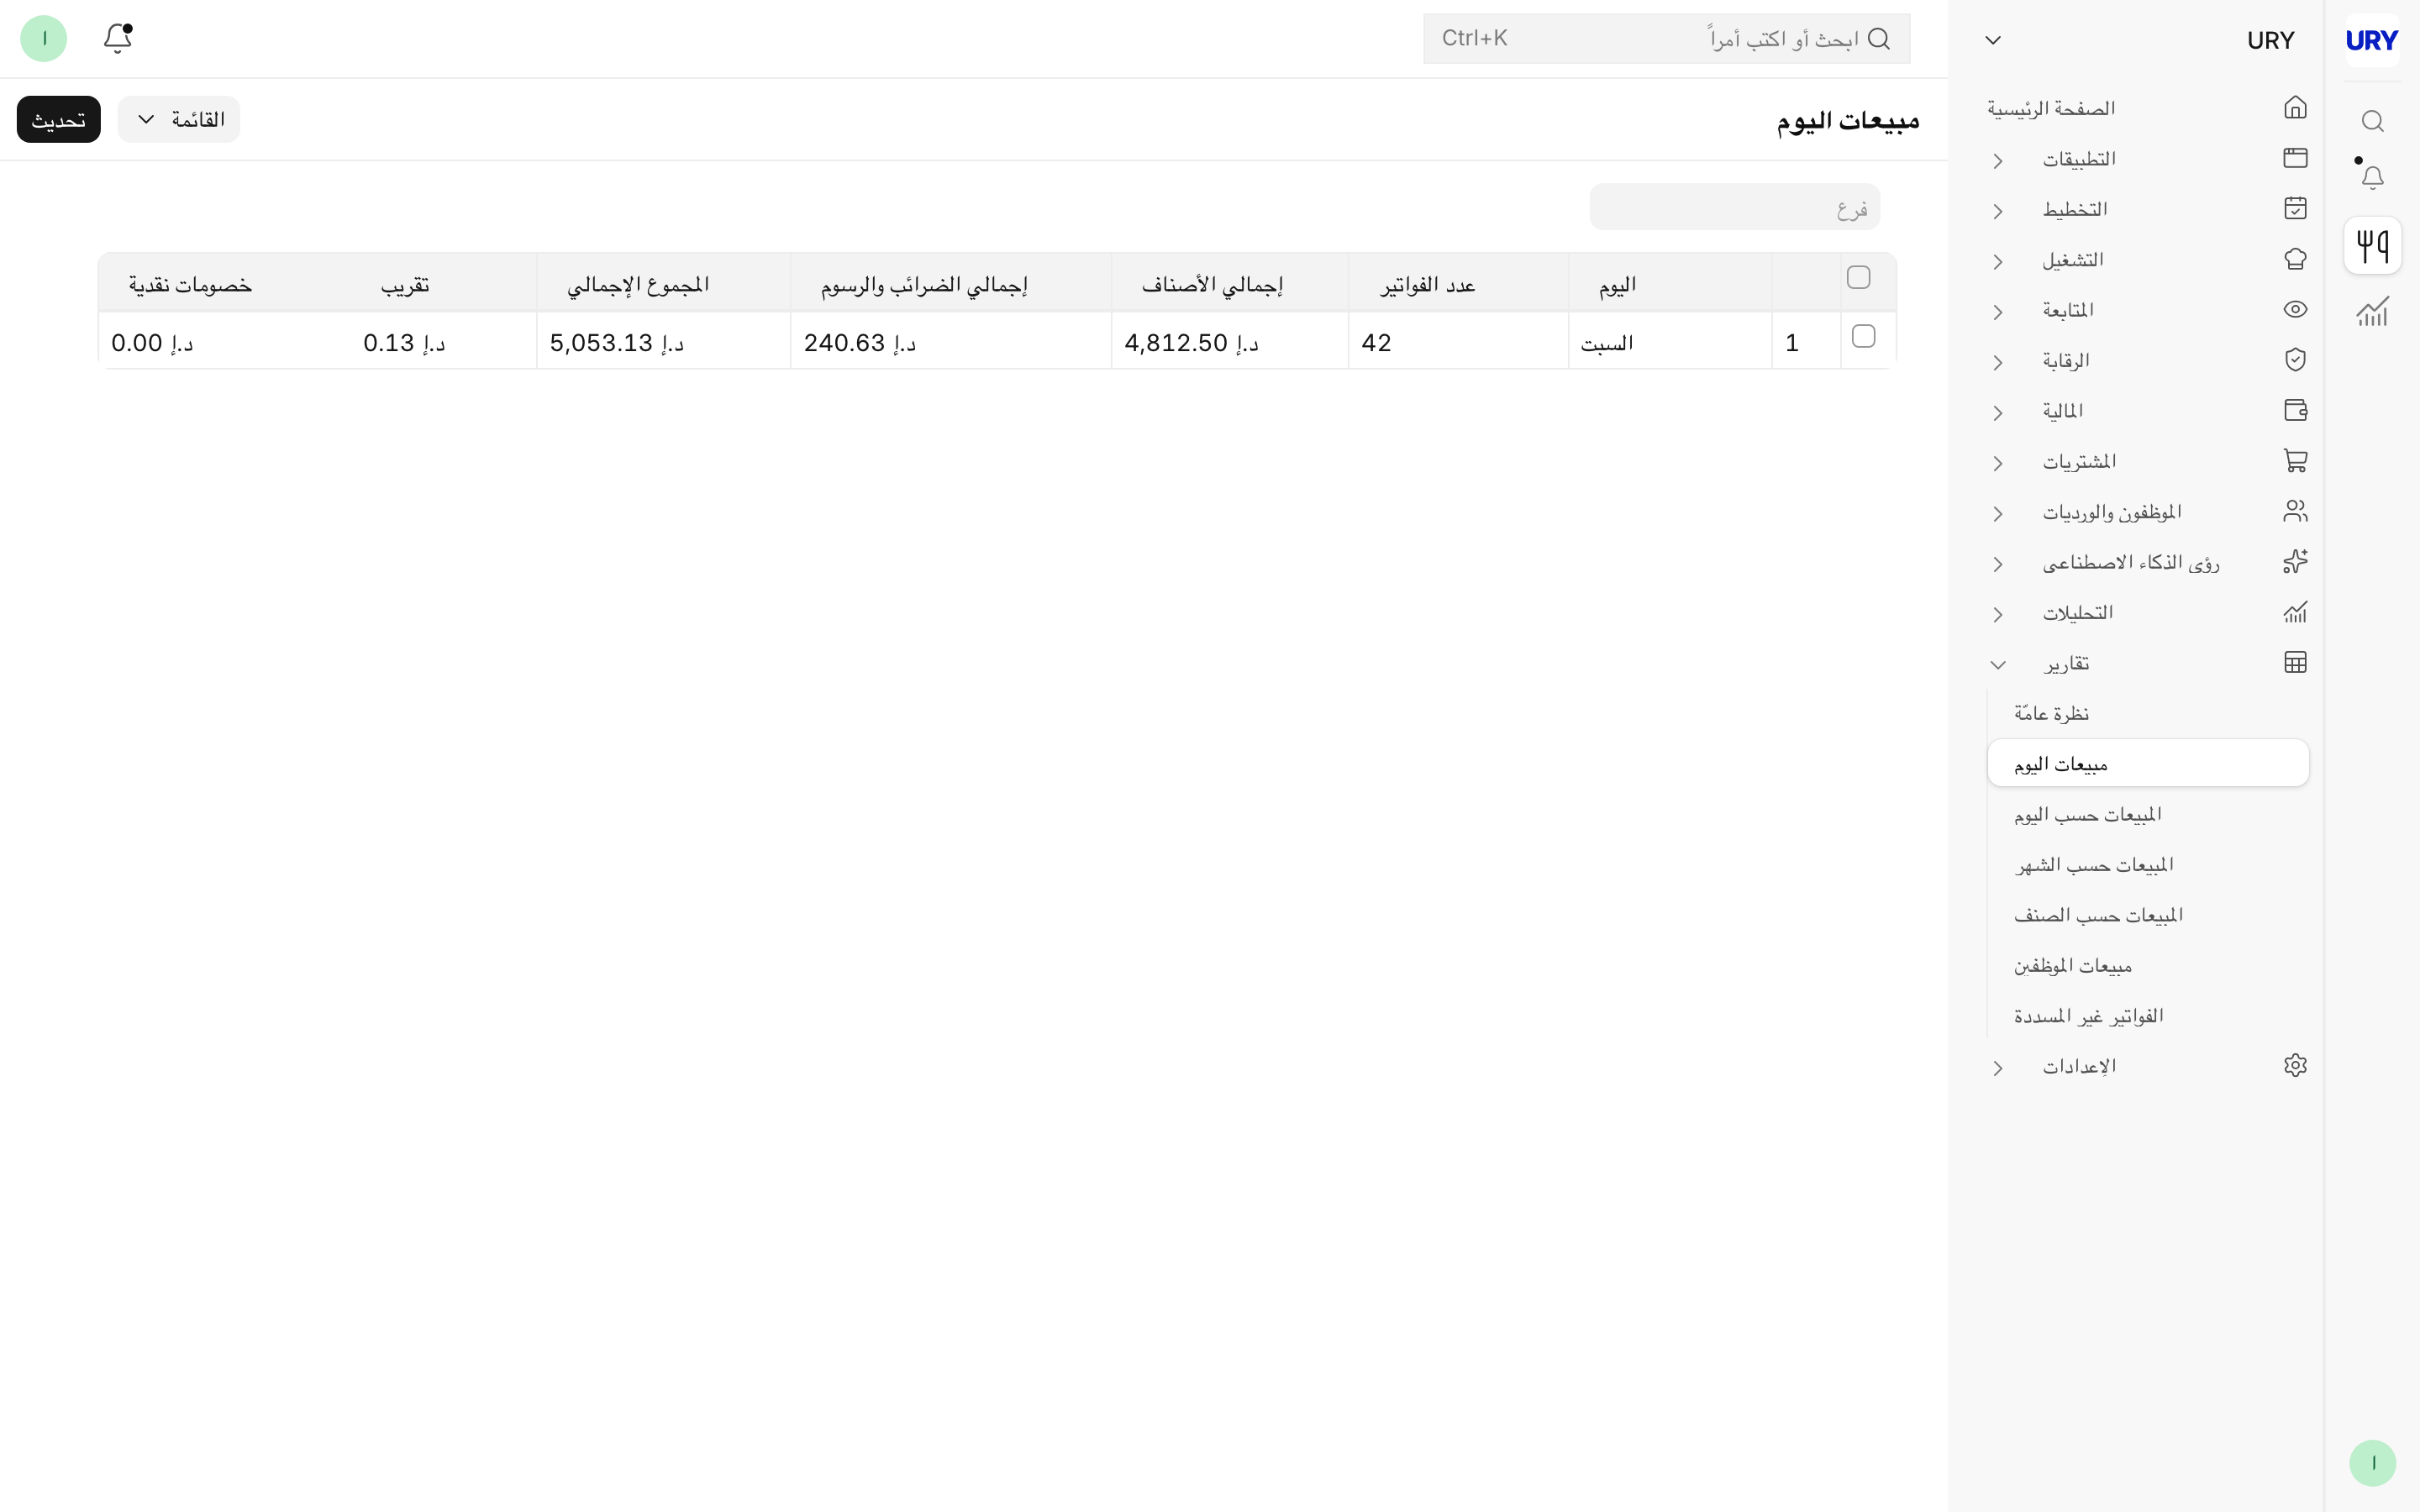 URY
URY
ابحث أو اكتب أمراً Ctrl+K
ا
الصفحة الرئيسية
التطبيقات
التخطيط
التشغيل
المتابعة
الرقابة
المالية
المشتريات
الموظفون والورديات
رؤى الذكاء الاصطناعي
التحليلات
تقارير
نظرة عامّة
مبيعات اليوم
المبيعات حسب اليوم
المبيعات حسب الشهر
المبيعات حسب الصنف
مبيعات الموظفين
الفواتير غير المسددة
الإعدادات
ا
مبيعات اليوم
القائمة
تحديث
فرع
اليوم عدد الفواتير إجمالي الأصناف إجمالي الضرائب والرسوم المجموع الإجمالي تقريب خصومات نقدية
1 السبت 42 د.إ 4,812.50 د.إ 240.63 د.إ 5,053.13 د.إ 0.13 د.إ 0.00